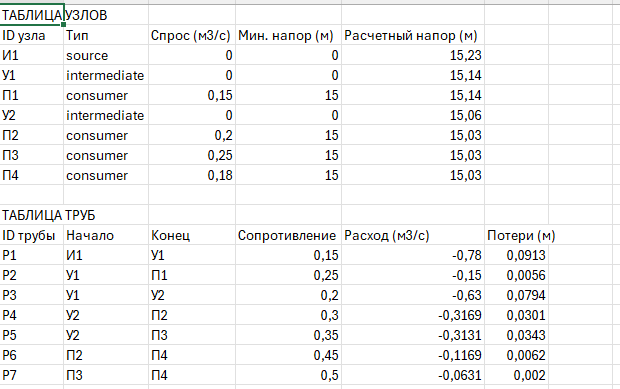 ТАБЛИЦА УЗЛОВ
ID узла Тип Спрос (м3/с) Мин. напор (м) Расчетный напор (м)
И1 source 0 0 15,23
У1 intermediate 0 0 15,14
П1 consumer 0,15 15 15,14
У2 intermediate 0 0 15,06
П2 consumer 0,2 15 15,03
П3 consumer 0,25 15 15,03
П4 consumer 0,18 15 15,03
ТАБЛИЦА ТРУБ
ID трубы Начало Конец Сопротивление Расход (м3/с) Потери (м)
P1 И1 У1 0,15 -0,78 0,0913
P2 У1 П1 0,25 -0,15 0,0056
P3 У1 У2 0,2 -0,63 0,0794
P4 У2 П2 0,3 -0,3169 0,0301
P5 У2 П3 0,35 -0,3131 0,0343
P6 П2 П4 0,45 -0,1169 0,0062
P7 П3 П4 0,5 -0,0631 0,002